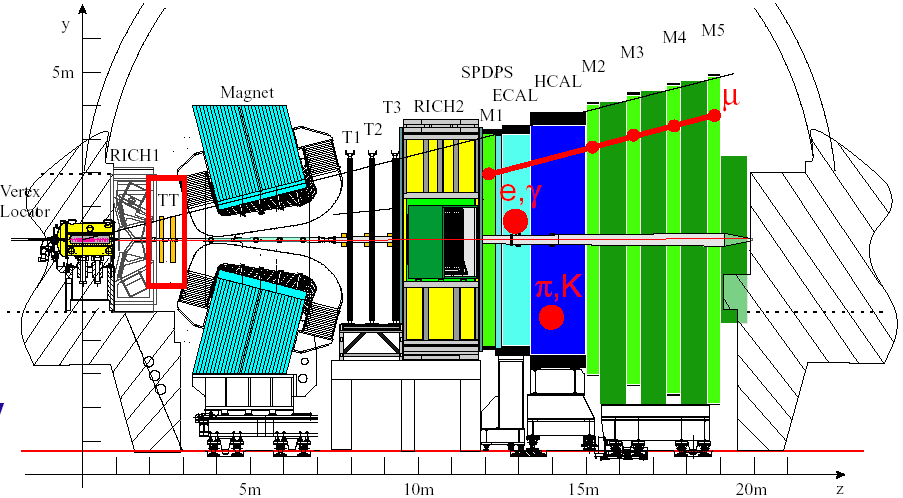 y
5m
Magnet
SPDPS
ECAL
HCAL
M1
M2
M3
M4
M5
T1
T2
T3
RICH2
RICH1
TT
Vertex
Locator
μ
e,γ
π,K
5m
10m
15m
20m
z